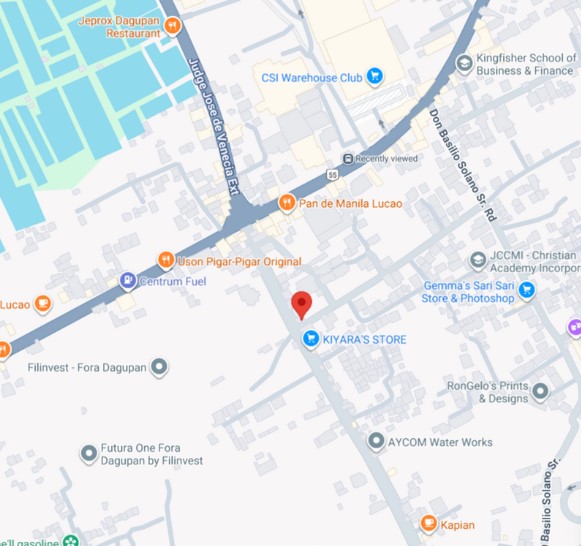 Jeprox Dagupan
Restaurant
Kingfisher School of
Business & Finance
CSI Warehouse Club
Judge Jose de Venecia Ext
Don Basilio Solano Sr. Rd
Recently viewed
55
Pan de Manila Lucao
Uson Pigar-Pigar Original
JCCMI - Christian
Academy Incorpor
Centrum Fuel
Gemma's Sari Sari
Store & Photoshop
Lucao
KIYARA'S STORE
Filinvest - Fora Dagupan
RonGelo's Prints
& Designs
AYCOM Water Works
Futura One Fora
Dagupan by Filinvest
n Basilio Solano Sr.
Kapian
e'll gasoline